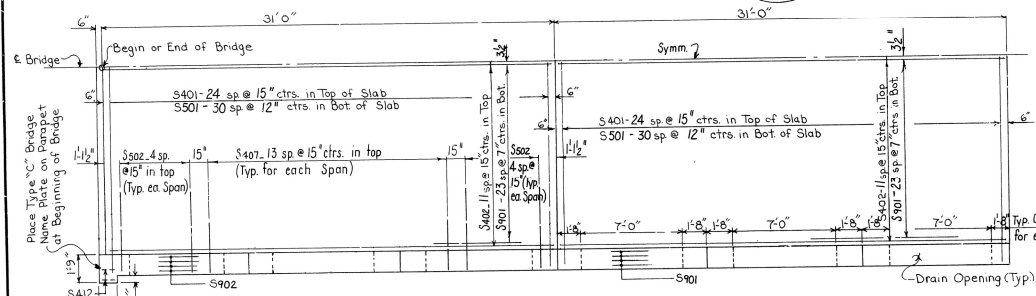 6"
31'0"
31'-0"
Begin or End of Bridge
℄ Bridge
3½"
Symm.
3½"
6"
S401-24 sp.@ 15" ctrs. in Top of Slab
S501 - 30 sp.@ 12" ctrs. in Bot. of Slab
6"
6"
S401-24 sp.@ 15" ctrs. in Top of Slab
S501 - 30 sp.@ 12" ctrs. in Bot of Slab
6"
1'-1½"
S502_4 sp.
@15" in top
(Typ. ea. Span)
15"
S407_13 sp.@ 15" ctrs. in top
(Typ. for each Span)
15"
S402_11 sp.@ 15" ctrs. in Top
S901 - 23 sp.@ 7" ctrs. in Bot.
S502
4 sp.@
15" (Typ.
ea. Span)
1'-1½"
S402-11 sp.@ 15" ctrs. in Top
S901 - 23 sp.@ 7" ctrs. in Bot.
Place Type "C" Bridge
Name Plate on Parapet
at Beginning of Bridge
1'-8"
7'-0"
1'-8"
1'-8"
7'-0"
1'-8"
1'-8"
7'-0"
1'-8"
Typ.
for
1'-9"
S412
S902
S901
Drain Opening (Typ.)